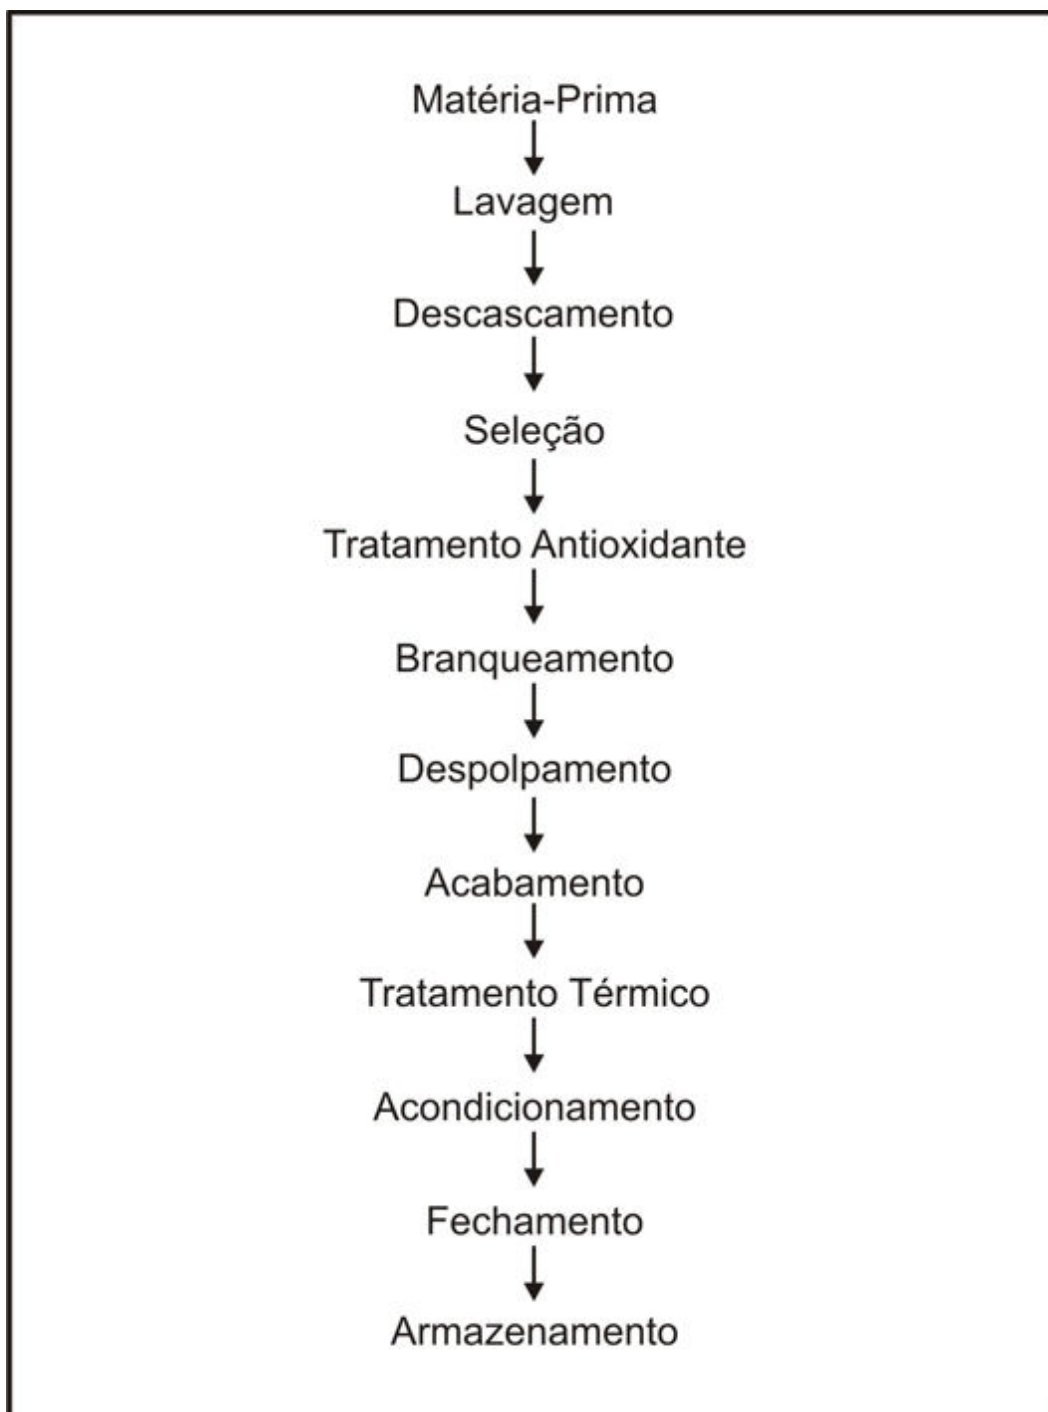 Matéria-Prima
Lavagem
Descascamento
Seleção
Tratamento Antioxidante
Branqueamento
Despolpamento
Acabamento
Tratamento Térmico
Acondicionamento
Fechamento
Armazenamento